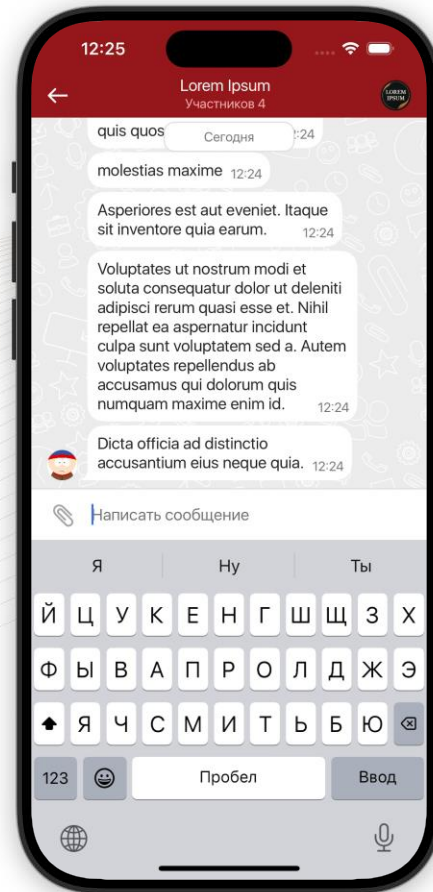 12:25
Lorem Ipsum
Участников 4
LOREM
IPSUM
quis quos
Сегодня
12:24
molestias maxime 12:24
Asperiores est aut eveniet. Itaque
sit inventore quia earum. 12:24
Voluptates ut nostrum modi et
soluta consequatur dolor ut deleniti
adipisci rerum quasi esse et. Nihil
repellat ea aspernatur incidunt
culpa sunt voluptatem sed a. Autem
voluptates repellendus ab
accusamus qui dolorum quis
numquam maxime enim id. 12:24
Dicta officia ad distinctio
accusantium eius neque quia. 12:24
Написать сообщение
Я Ну Ты
Й Ц У К Е Н Г Ш Щ З Х
Ф Ы В А П Р О Л Д Ж Э
Я Ч С М И Т Ь Б Ю
123 Пробел Ввод